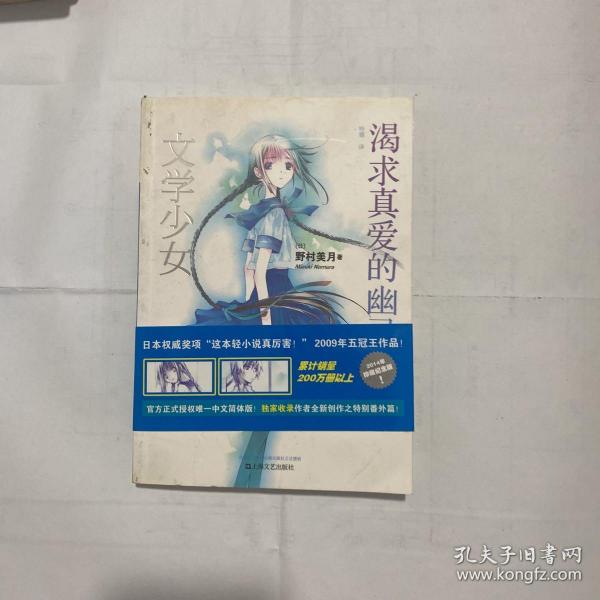 文学少女
渴求真爱的幽
[日]
野村美月 著
Mizuki Nomura
译
日本权威奖项“这本轻小说真厉害！”2009年五冠王作品！
累计销量
200万册以上
2014年
珍藏纪念版
！
官方正式授权唯一中文简体版！独家收录作者全新创作之特别番外篇！
上海文艺出版社
孔夫子旧书网
www.kongfz.com